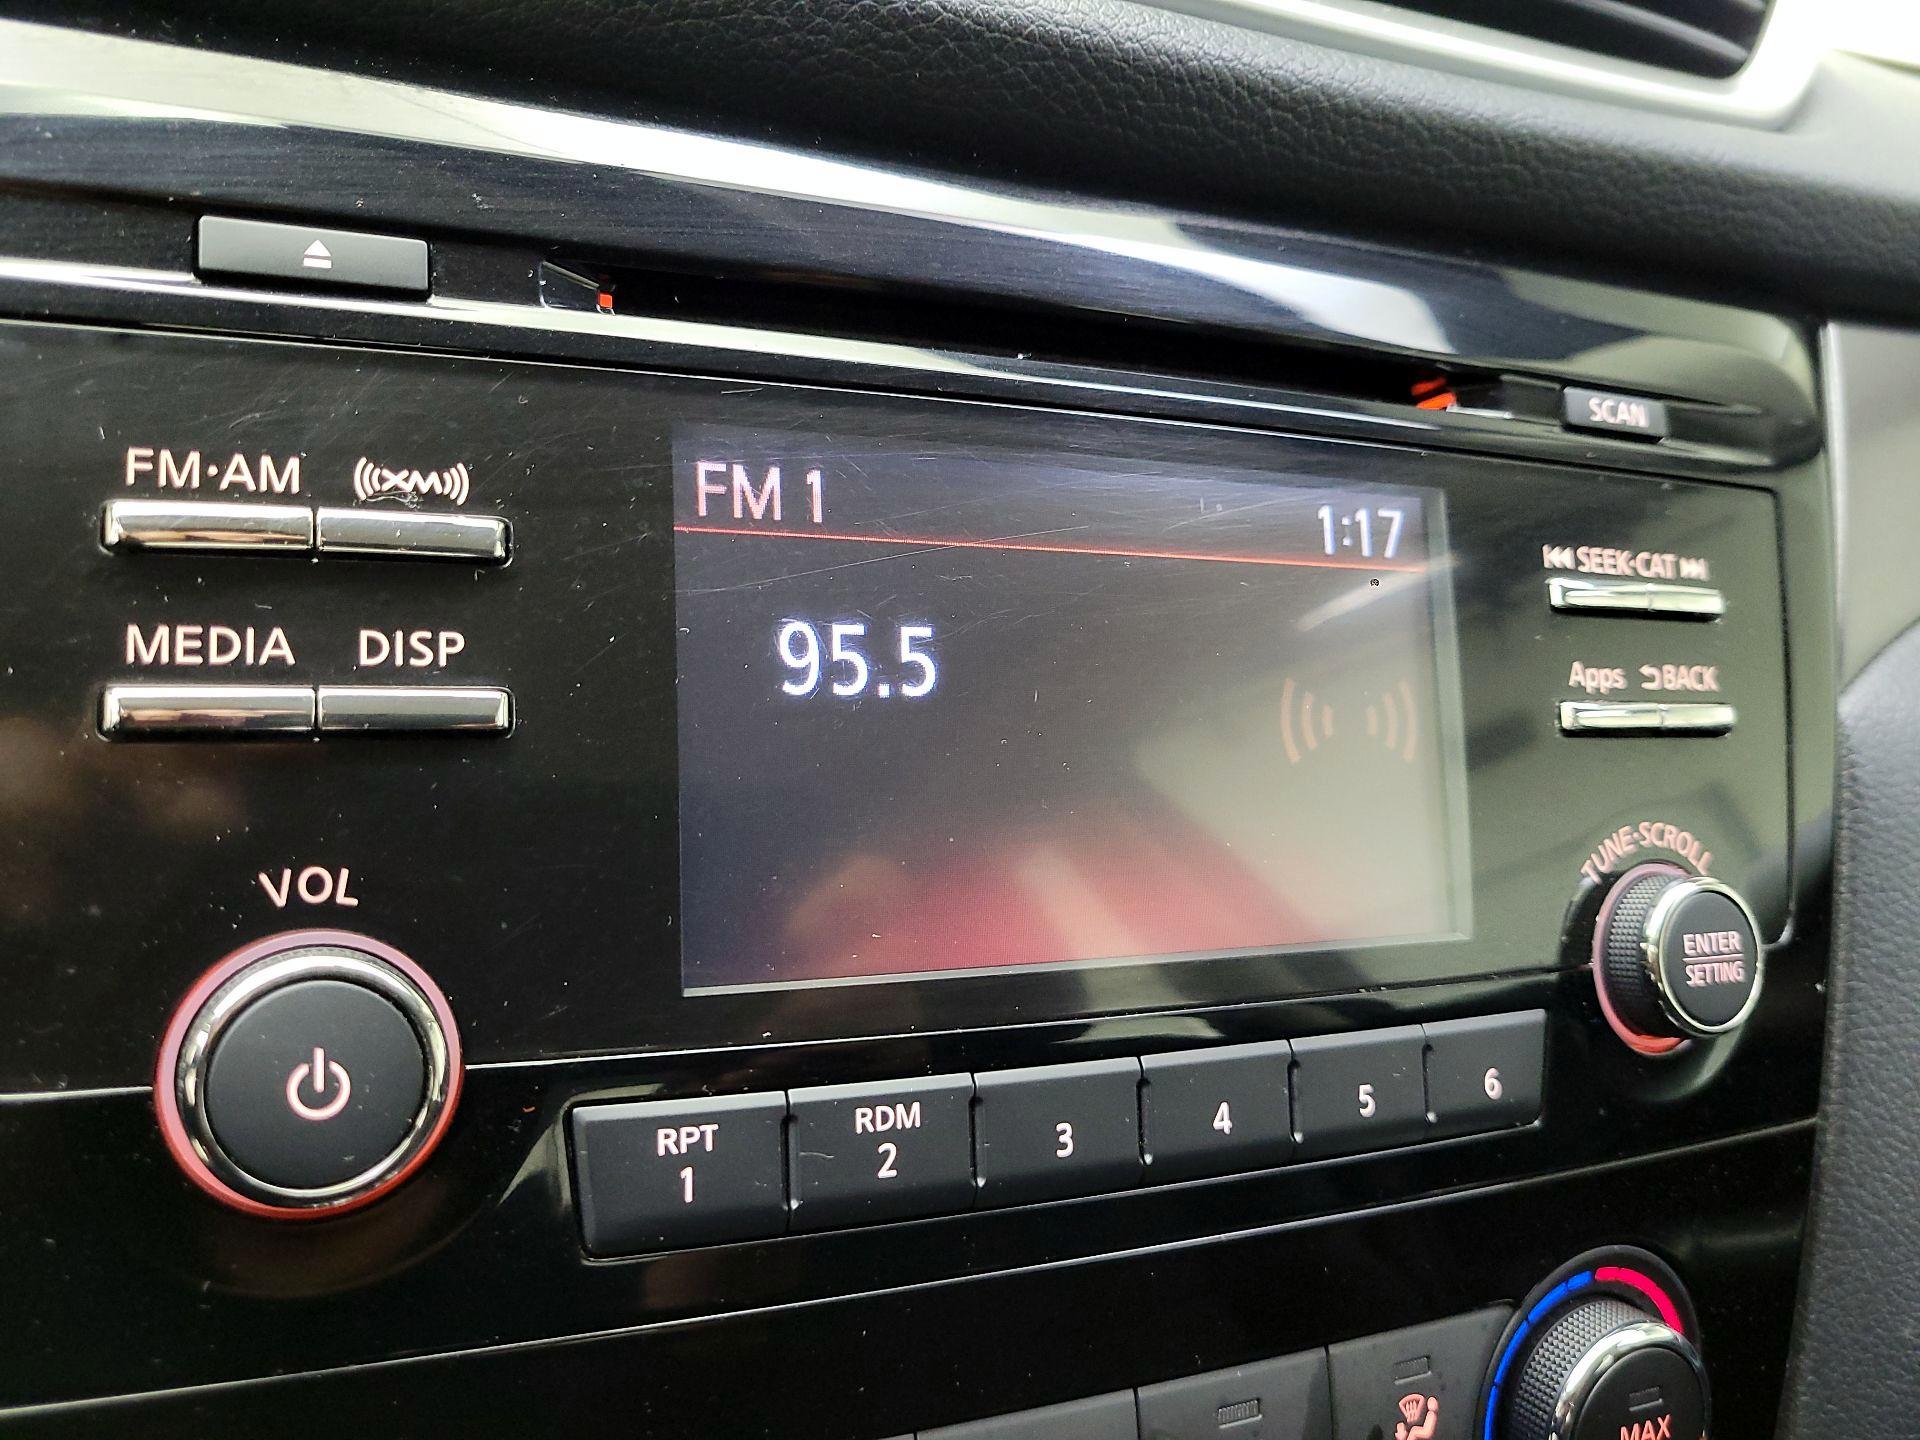 SCAN
FM·AM
((XM))
FM 1
1:17
SEEK·CAT
95.5
MEDIA
DISP
Apps
BACK
VOL
TUNE·SCROLL
ENTER
SETTING
RPT
1
RDM
2
3
4
5
6
MAX